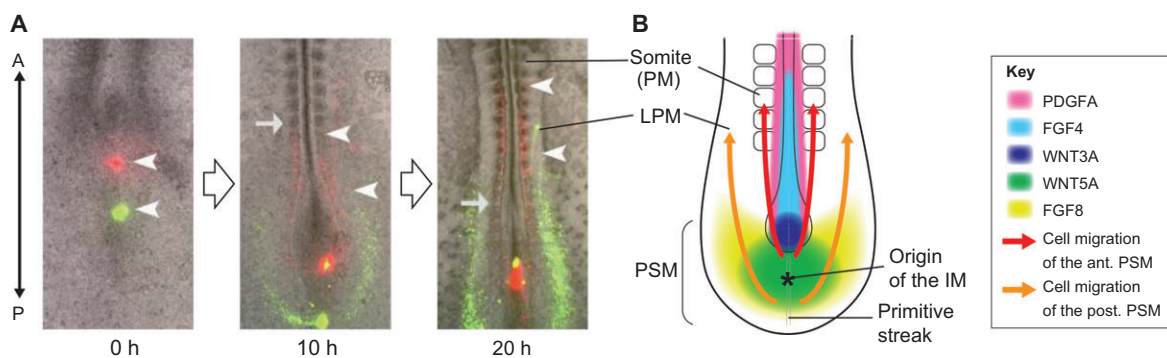 A
B
A
P
0 h
10 h
20 h
Somite
(PM)
LPM
PSM
Origin
of the IM
Primitive
streak
*
Key
PDGFA
FGF4
WNT3A
WNT5A
FGF8
Cell migration
of the ant. PSM
Cell migration
of the post. PSM